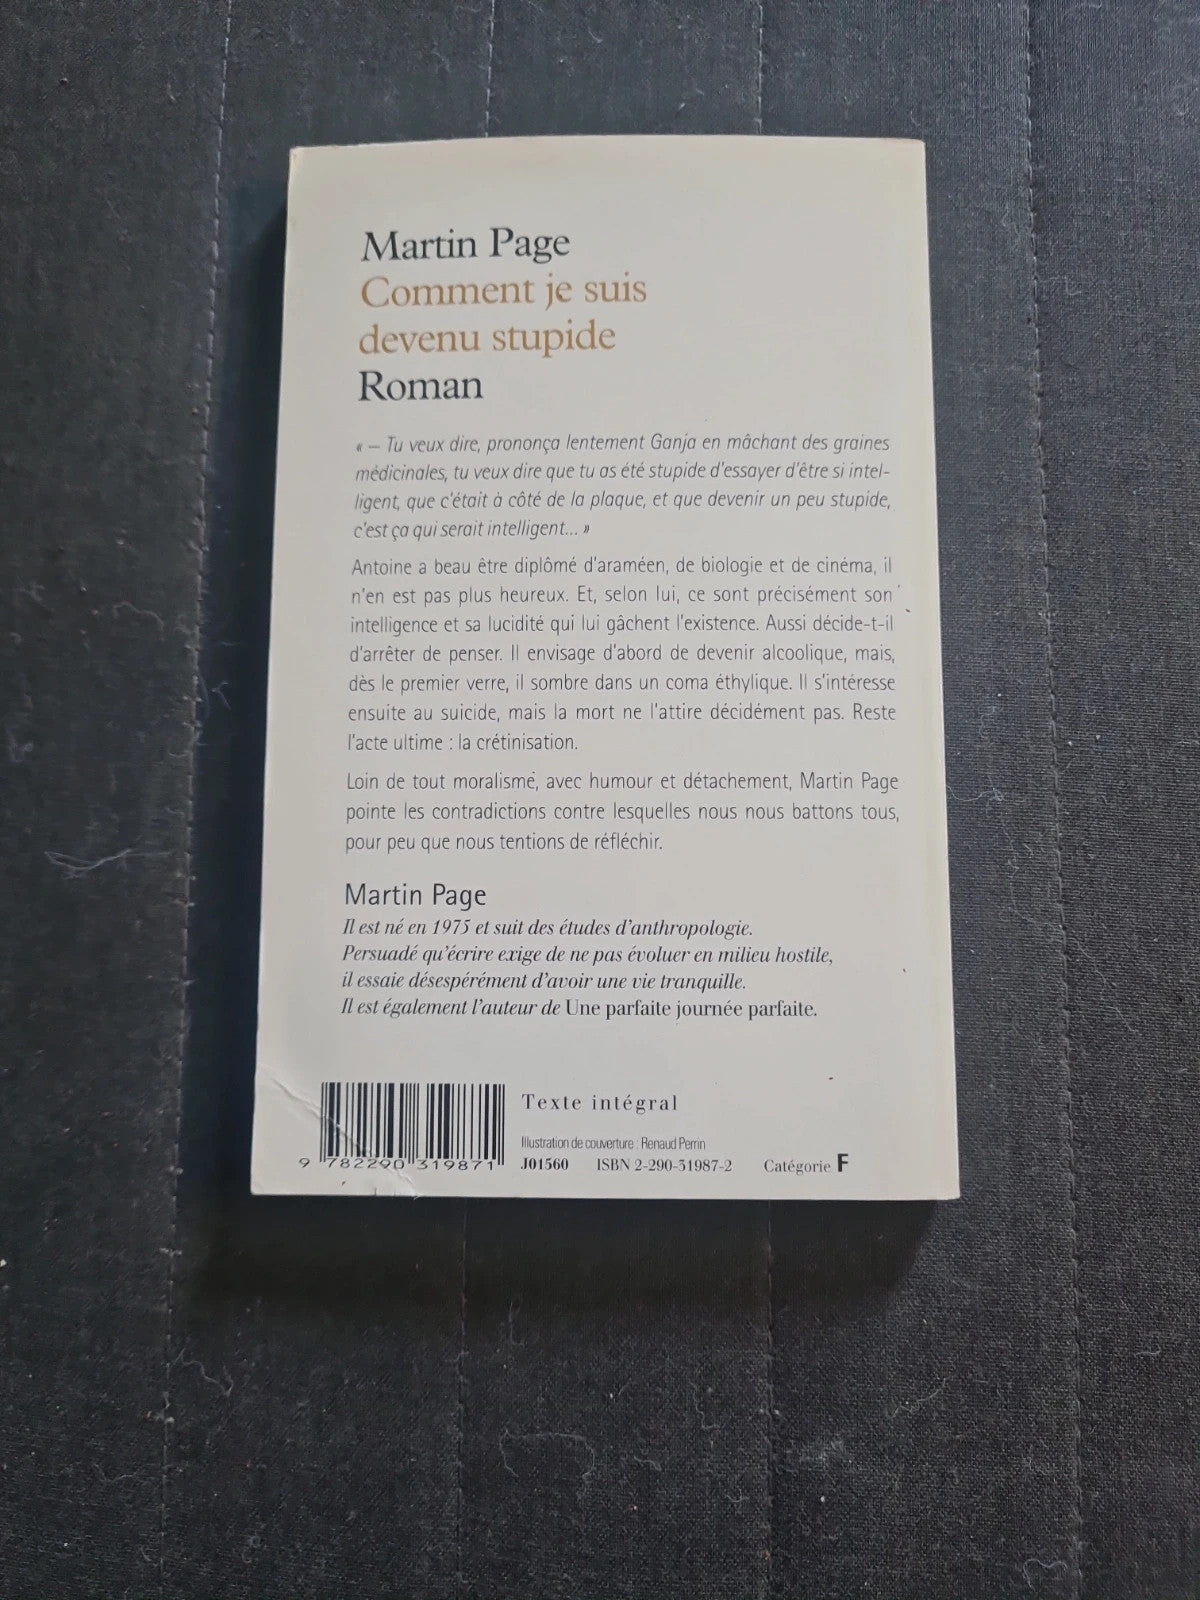 Martin Page
Comment je suis
devenu stupide
Roman
« – Tu veux dire, prononça lentement Ganja en mâchant des graines
médicinales, tu veux dire que tu as été stupide d'essayer d'être si intel-
ligent, que c'était à côté de la plaque, et que devenir un peu stupide,
c'est ça qui serait intelligent... »
Antoine a beau être diplômé d'araméen, de biologie et de cinéma, il
n'en est pas plus heureux. Et, selon lui, ce sont précisément son
intelligence et sa lucidité qui lui gâchent l'existence. Aussi décide-t-il
d'arrêter de penser. Il envisage d'abord de devenir alcoolique, mais,
dès le premier verre, il sombre dans un coma éthylique. Il s'intéresse
ensuite au suicide, mais la mort ne l'attire décidément pas. Reste
l'acte ultime : la crétinisation.
Loin de tout moralisme, avec humour et détachement, Martin Page
pointe les contradictions contre lesquelles nous nous battons tous,
pour peu que nous tentions de réfléchir.
Martin Page
Il est né en 1975 et suit des études d'anthropologie.
Persuadé qu'écrire exige de ne pas évoluer en milieu hostile,
il essaie désespérément d'avoir une vie tranquille.
Il est également l'auteur de Une parfaite journée parfaite.
Texte intégral
Illustration de couverture : Renaud Perrin
9 782290 319871 J01560 ISBN 2-290-31987-2 Catégorie F